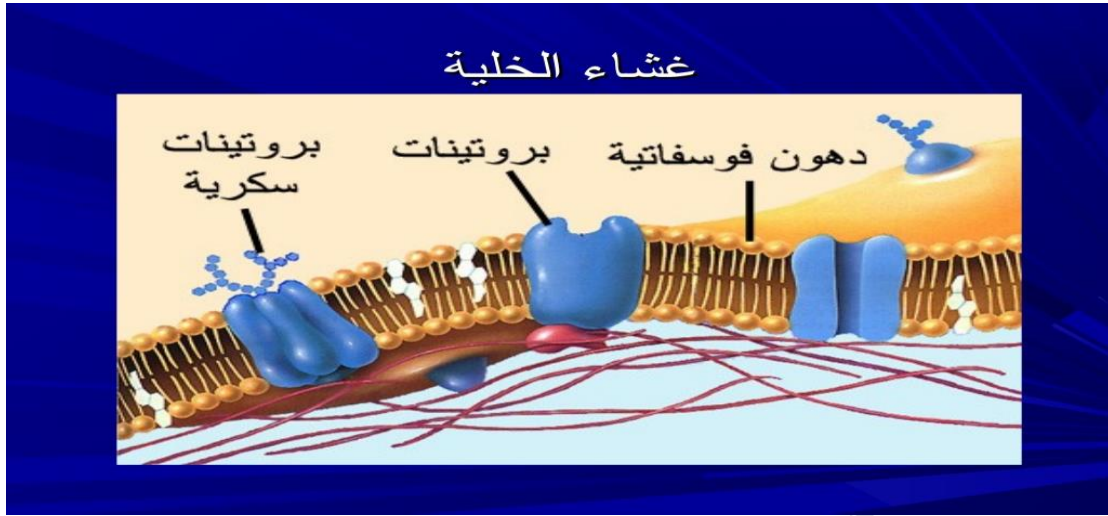 غشاء الخلية
دهون فوسفاتية
بروتينات
بروتينات
سكرية